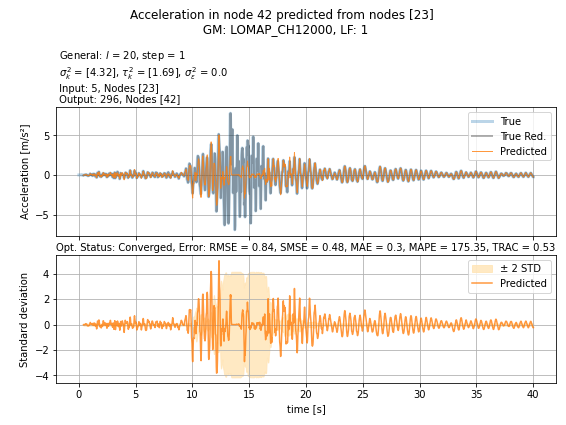 Acceleration in node 42 predicted from nodes [23]
GM: LOMAP_CH12000, LF: 1
General: l = 20, step = 1
σ²ₖ = [4.32], τ²ₖ = [1.69], σ²ε = 0.0
Input: 5, Nodes [23]
Output: 296, Nodes [42]
Acceleration [m/s²]
5
0
−5
True
True Red.
Predicted
Opt. Status: Converged, Error: RMSE = 0.84, SMSE = 0.48, MAE = 0.3, MAPE = 175.35, TRAC = 0.53
Standard deviation
4
2
0
−2
−4
± 2 STD
Predicted
0 5 10 15 20 25 30 35 40
time [s]